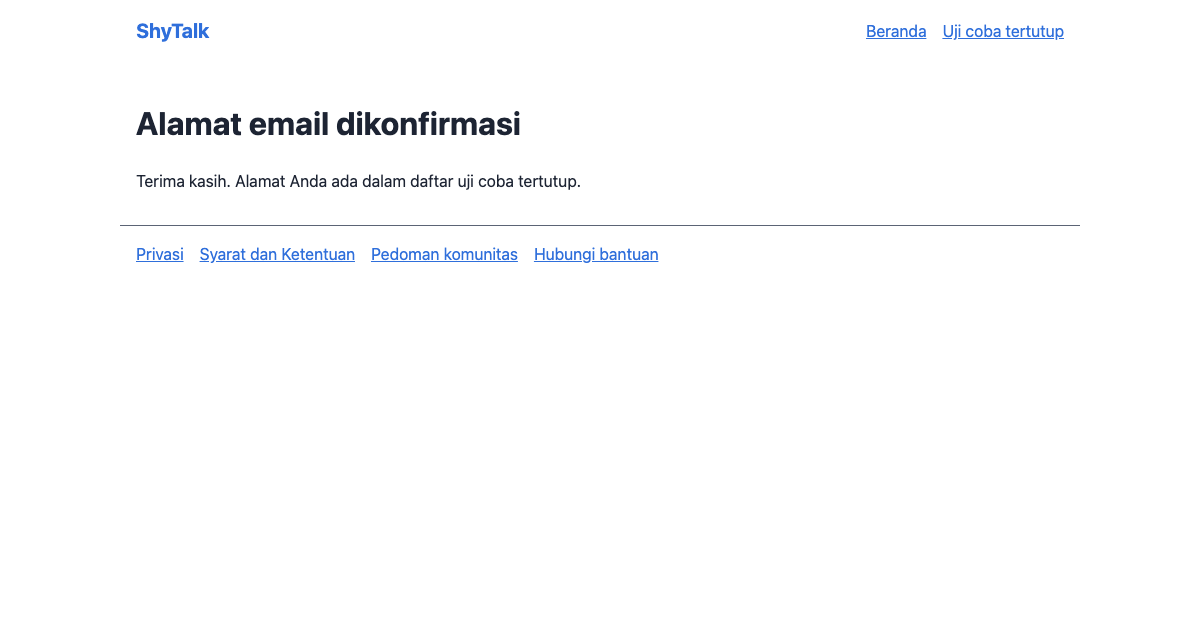 ShyTalk
Beranda Uji coba tertutup
Alamat email dikonfirmasi
Terima kasih. Alamat Anda ada dalam daftar uji coba tertutup.
Privasi Syarat dan Ketentuan Pedoman komunitas Hubungi bantuan